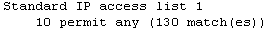 Standard IP access list 1
    10 permit any (130 match(es))